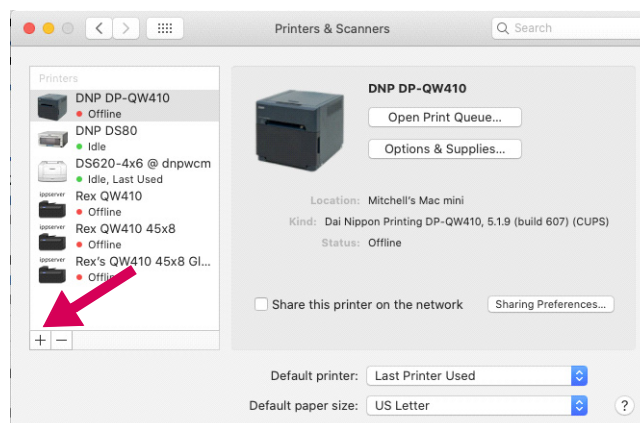 Printers & Scanners
Search
Printers
DNP DP-QW410
Offline
DNP DS80
Idle
DS620-4x6 @ dnpwcm
Idle, Last Used
ippserver
Rex QW410
Offline
ippserver
Rex QW410 45x8
Offline
ippserver
Rex's QW410 45x8 Gl...
Offline
+ −
DNP DP-QW410
Open Print Queue...
Options & Supplies...
Location: Mitchell's Mac mini
Kind: Dai Nippon Printing DP-QW410, 5.1.9 (build 607) (CUPS)
Status: Offline
Share this printer on the network
Sharing Preferences...
Default printer: Last Printer Used
Default paper size: US Letter
?